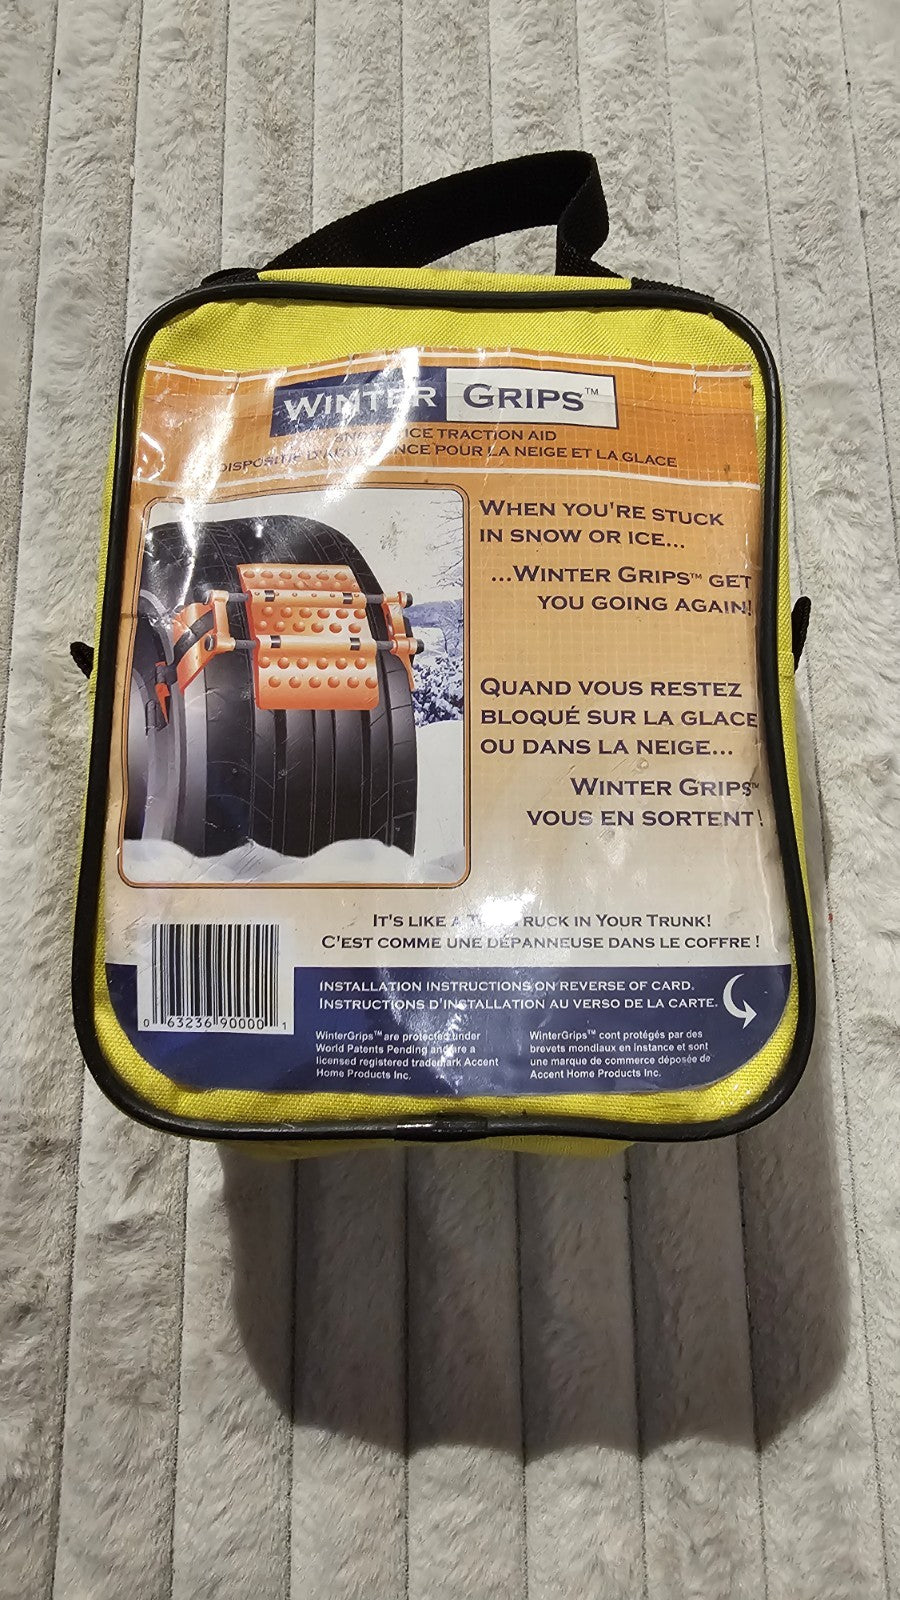 WINTER GRIPS™
SNOW ICE TRACTION AID
DISPOSITIF D'ADHÉRENCE POUR LA NEIGE ET LA GLACE
WHEN YOU'RE STUCK
IN SNOW OR ICE...
...WINTER GRIPS™ GET
YOU GOING AGAIN!
QUAND VOUS RESTEZ
BLOQUÉ SUR LA GLACE
OU DANS LA NEIGE...
WINTER GRIPS™
VOUS EN SORTENT !
IT'S LIKE A TOW TRUCK IN YOUR TRUNK!
C'EST COMME UNE DÉPANNEUSE DANS LE COFFRE !
INSTALLATION INSTRUCTIONS ON REVERSE OF CARD.
INSTRUCTIONS D'INSTALLATION AU VERSO DE LA CARTE.
0 63236 90000 1
WinterGrips™ are protected under
World Patents Pending and are a
licensed registered trademark Accent
Home Products Inc.
WinterGrips™ cont protégés par des
brevets mondiaux en instance et sont
une marque de commerce déposée de
Accent Home Products Inc.